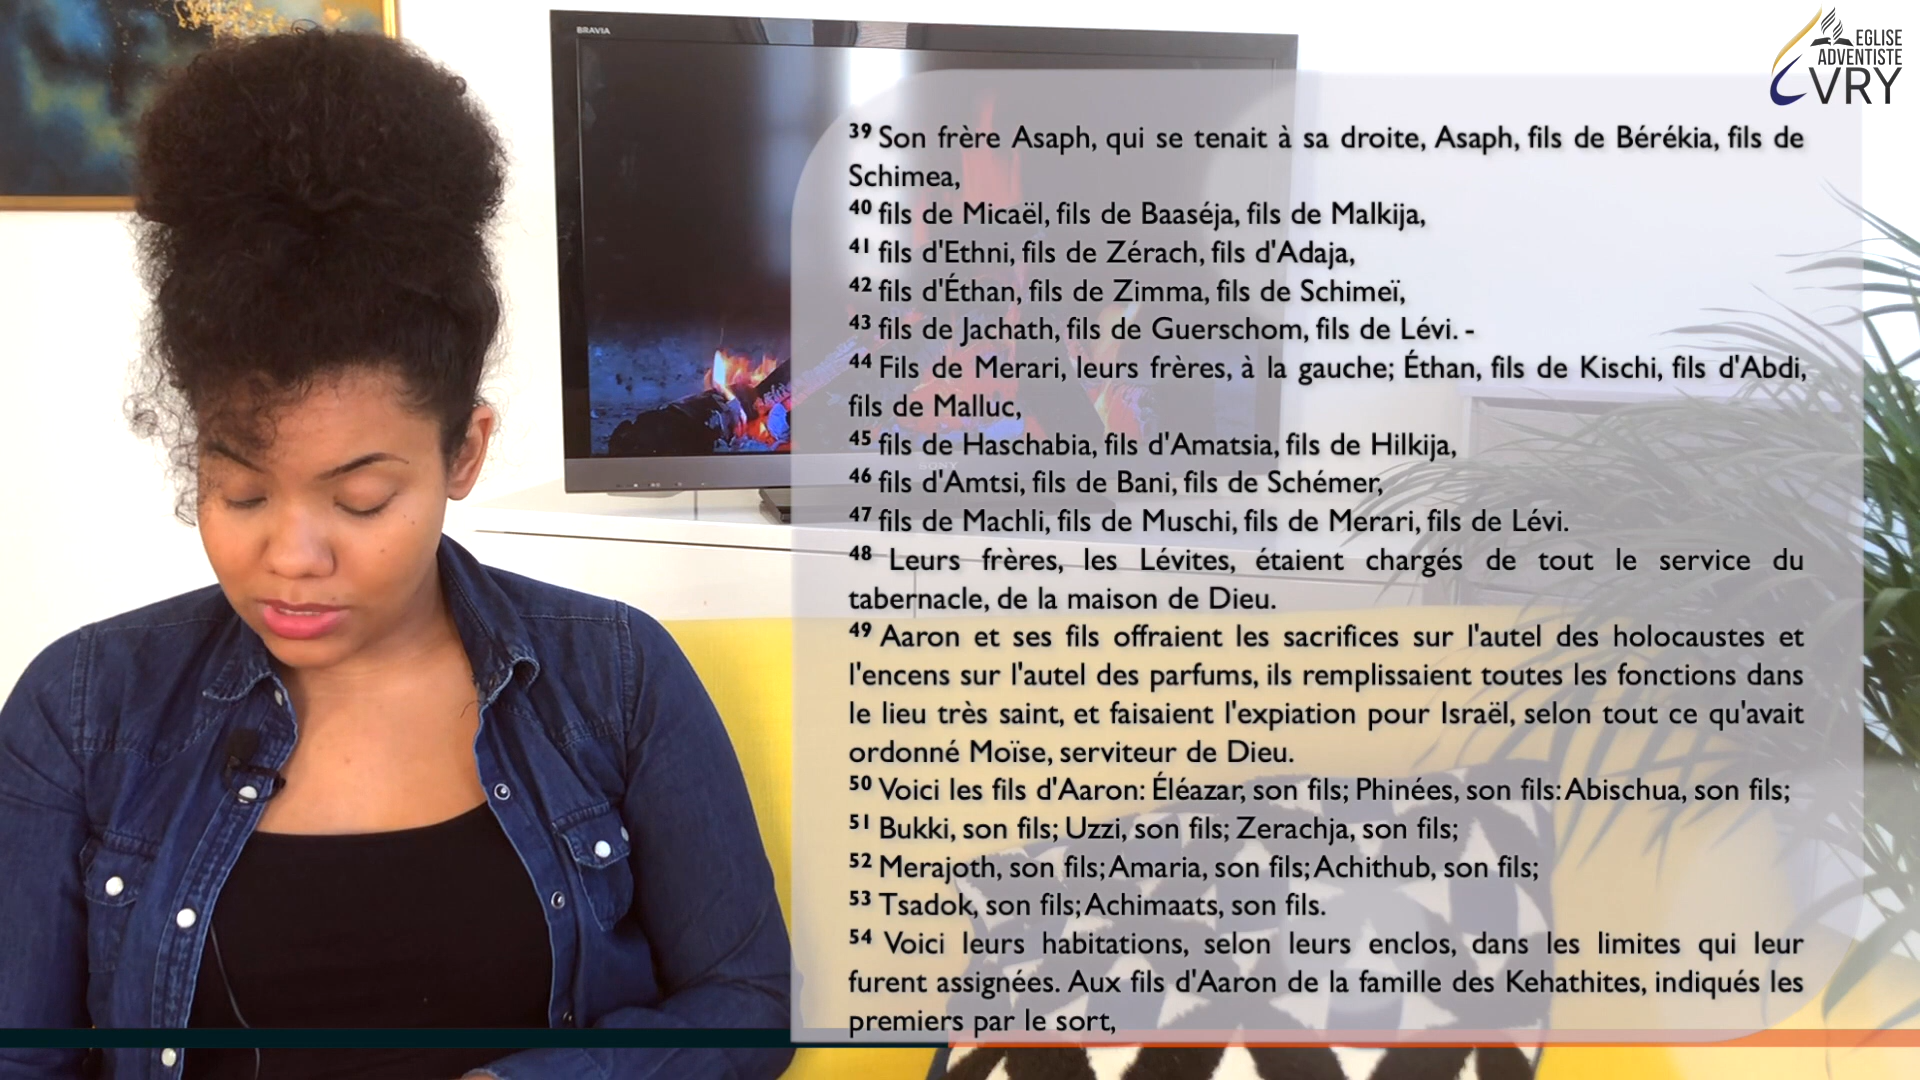 BRAVIA
EGLISE
ADVENTISTE
VRY
39 Son frère Asaph, qui se tenait à sa droite, Asaph, fils de Bérékia, fils de
Schimea,
40 fils de Micaël, fils de Baaséja, fils de Malkija,
41 fils d'Ethni, fils de Zérach, fils d'Adaja,
42 fils d'Éthan, fils de Zimma, fils de Schimeï,
43 fils de Jachath, fils de Guerschom, fils de Lévi. -
44 Fils de Merari, leurs frères, à la gauche; Éthan, fils de Kischi, fils d'Abdi,
fils de Malluc,
45 fils de Haschabia, fils d'Amatsia, fils de Hilkija,
SONY
46 fils d'Amtsi, fils de Bani, fils de Schémer,
47 fils de Machli, fils de Muschi, fils de Merari, fils de Lévi.
48 Leurs frères, les Lévites, étaient chargés de tout le service du
tabernacle, de la maison de Dieu.
49 Aaron et ses fils offraient les sacrifices sur l'autel des holocaustes et
l'encens sur l'autel des parfums, ils remplissaient toutes les fonctions dans
le lieu très saint, et faisaient l'expiation pour Israël, selon tout ce qu'avait
ordonné Moïse, serviteur de Dieu.
50 Voici les fils d'Aaron: Éléazar, son fils; Phinées, son fils: Abischua, son fils;
51 Bukki, son fils; Uzzi, son fils; Zerachja, son fils;
52 Merajoth, son fils; Amaria, son fils; Achithub, son fils;
53 Tsadok, son fils; Achimaats, son fils.
54 Voici leurs habitations, selon leurs enclos, dans les limites qui leur
furent assignées. Aux fils d'Aaron de la famille des Kehathites, indiqués les
premiers par le sort,